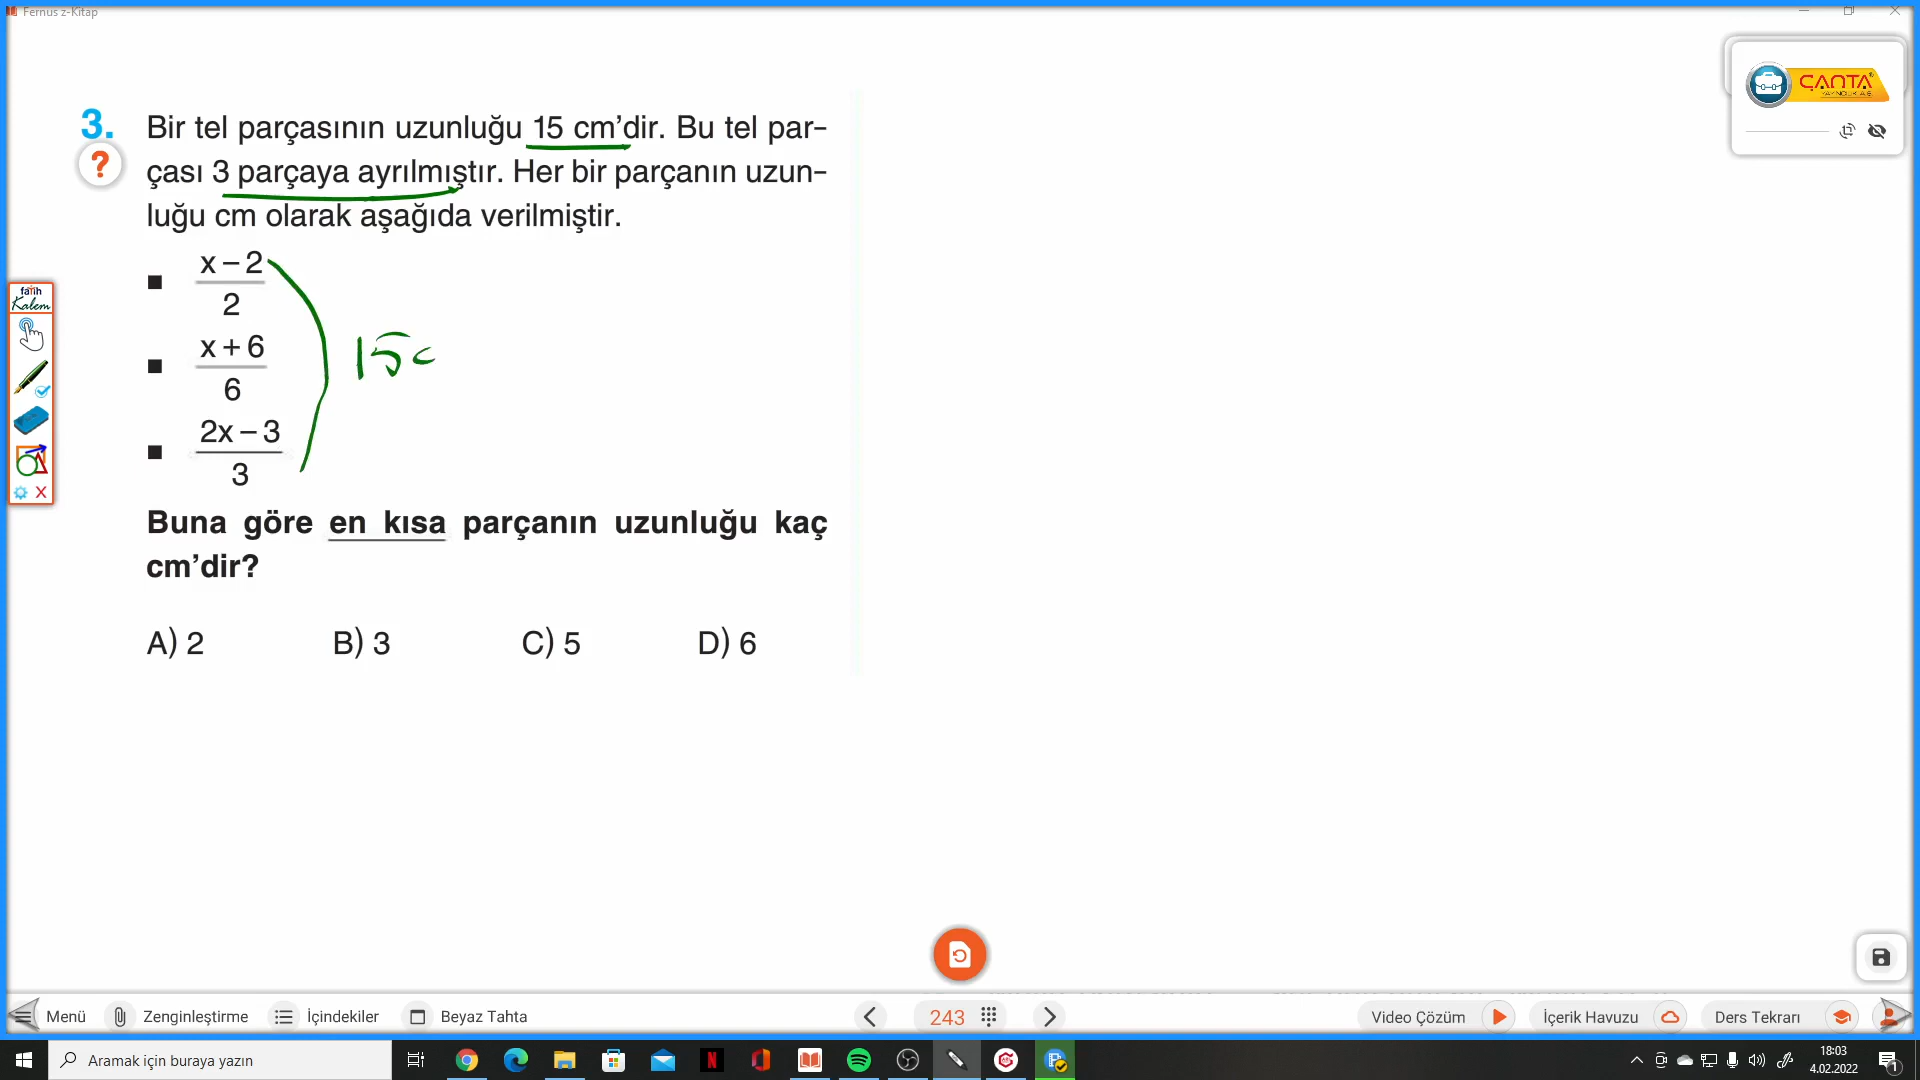 Fernus z-Kitap
ÇANTA
YAYINCILIK A.Ş.
3. Bir tel parçasının uzunluğu 15 cm’dir. Bu tel par-
? çası 3 parçaya ayrılmıştır. Her bir parçanın uzun-
luğu cm olarak aşağıda verilmiştir.
fatih
Kalem
■ x – 2
2
■ x + 6
6
15c
■ 2x – 3
3
Buna göre en kısa parçanın uzunluğu kaç
cm’dir?
A) 2 B) 3 C) 5 D) 6
Menü Zenginleştirme İçindekiler Beyaz Tahta 243 Video Çözüm İçerik Havuzu Ders Tekrarı
Aramak için buraya yazın
18:03
4.02.2022
1